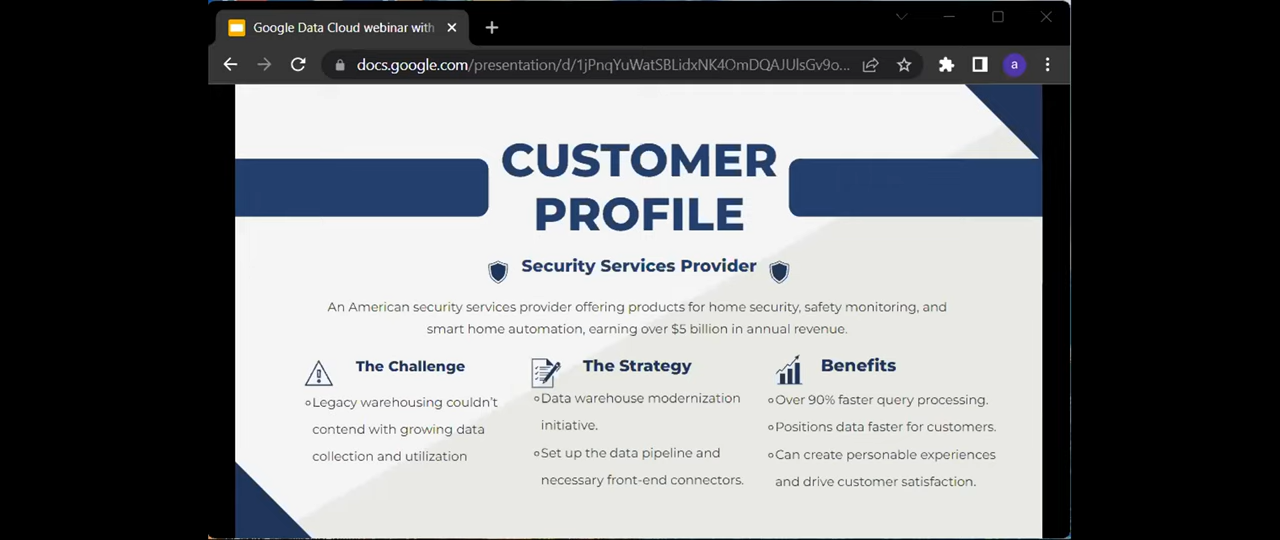 Google Data Cloud webinar with
docs.google.com/presentation/d/1jPnqYuWatSBLidxNK4OmDQAJUlsGv9o...
a
CUSTOMER
PROFILE
Security Services Provider
An American security services provider offering products for home security, safety monitoring, and
smart home automation, earning over $5 billion in annual revenue.
The Challenge
Legacy warehousing couldn't
contend with growing data
collection and utilization
The Strategy
Data warehouse modernization
initiative.
Set up the data pipeline and
necessary front-end connectors.
Benefits
Over 90% faster query processing.
Positions data faster for customers.
Can create personable experiences
and drive customer satisfaction.